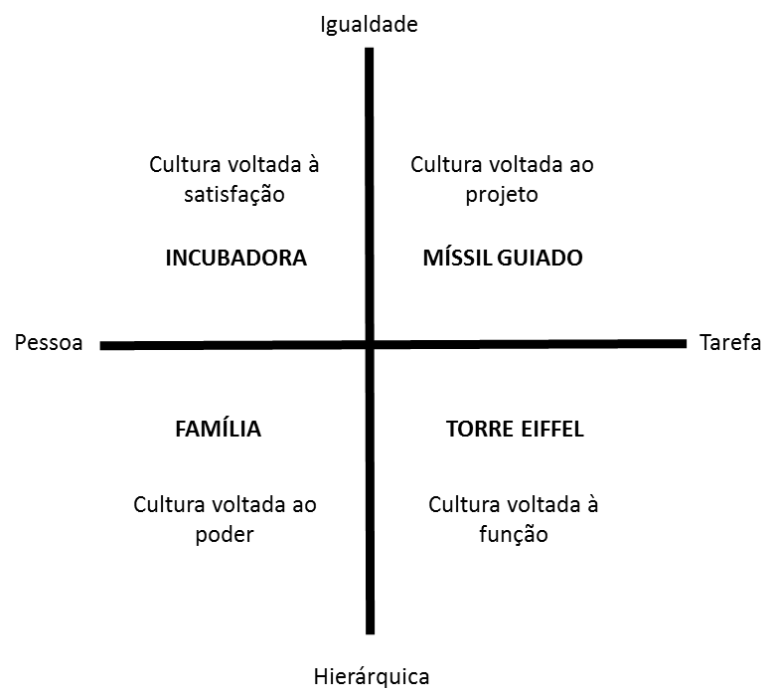 Igualdade
Cultura voltada à
satisfação
Cultura voltada ao
projeto
INCUBADORA
MÍSSIL GUIADO
Pessoa
Tarefa
FAMÍLIA
TORRE EIFFEL
Cultura voltada ao
poder
Cultura voltada à
função
Hierárquica